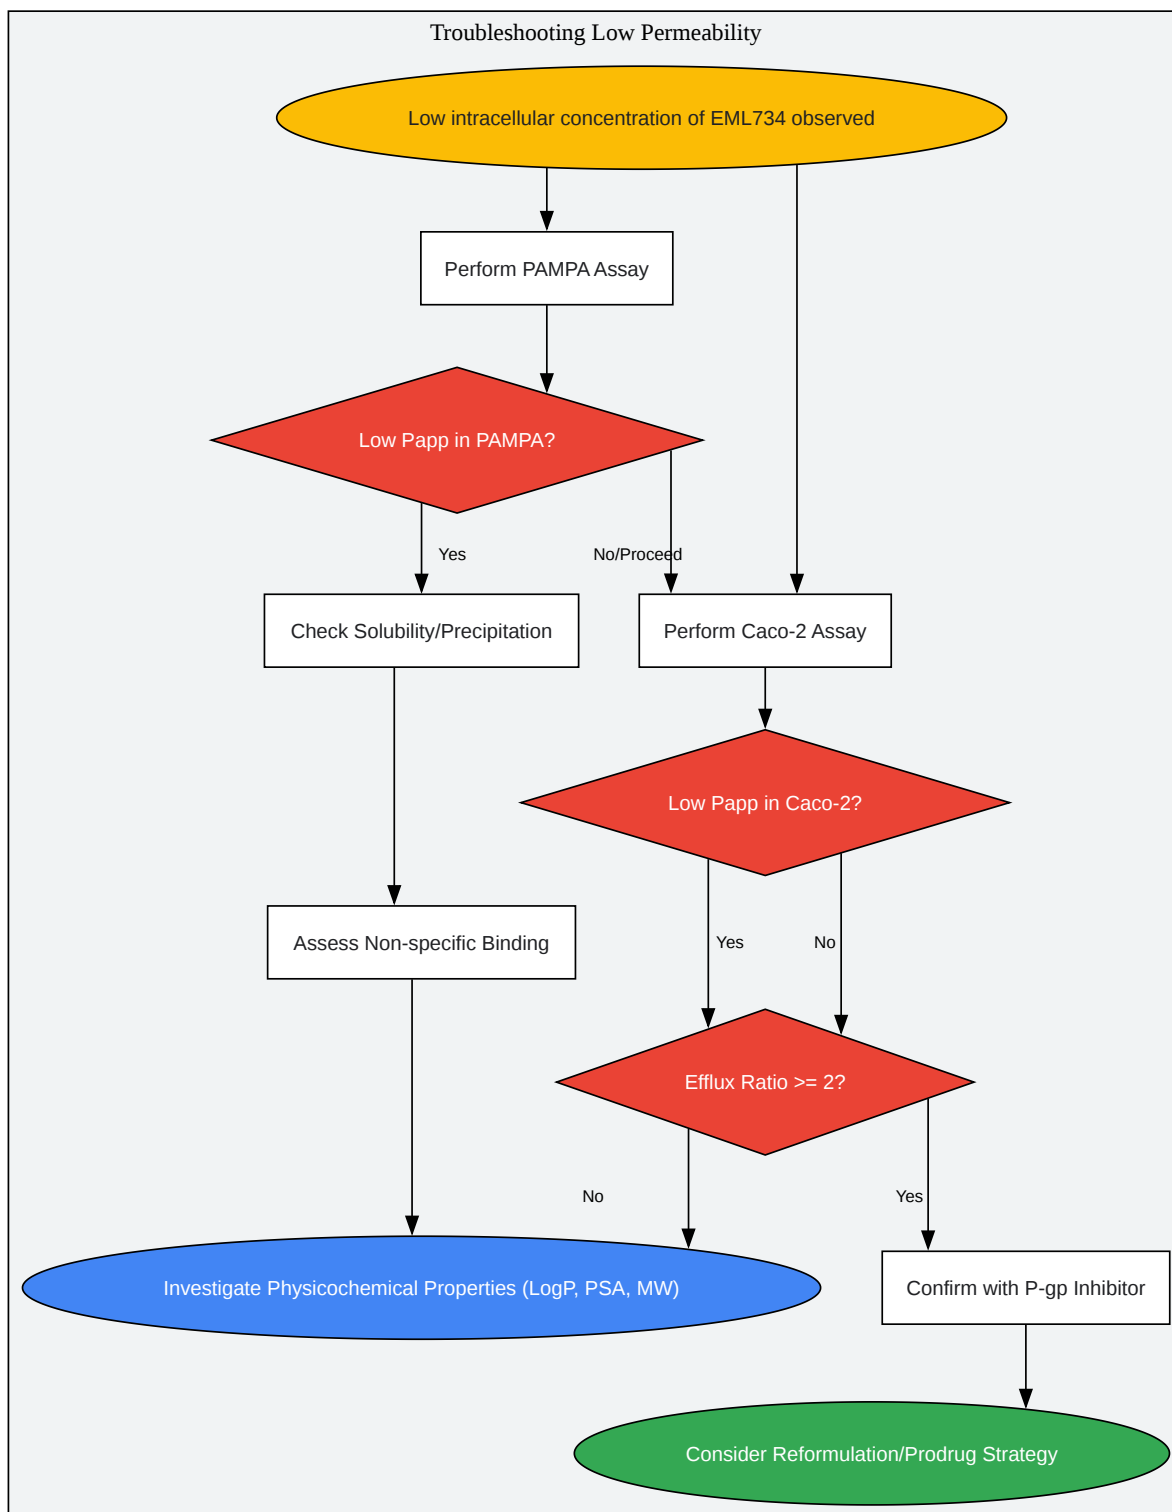 Troubleshooting Low Permeability
Low intracellular concentration of EML734 observed
Perform PAMPA Assay
Low Papp in PAMPA?
Yes
No/Proceed
Check Solubility/Precipitation
Perform Caco-2 Assay
Low Papp in Caco-2?
Assess Non-specific Binding
Yes
No
Efflux Ratio >= 2?
No
Yes
Investigate Physicochemical Properties (LogP, PSA, MW)
Confirm with P-gp Inhibitor
Consider Reformulation/Prodrug Strategy